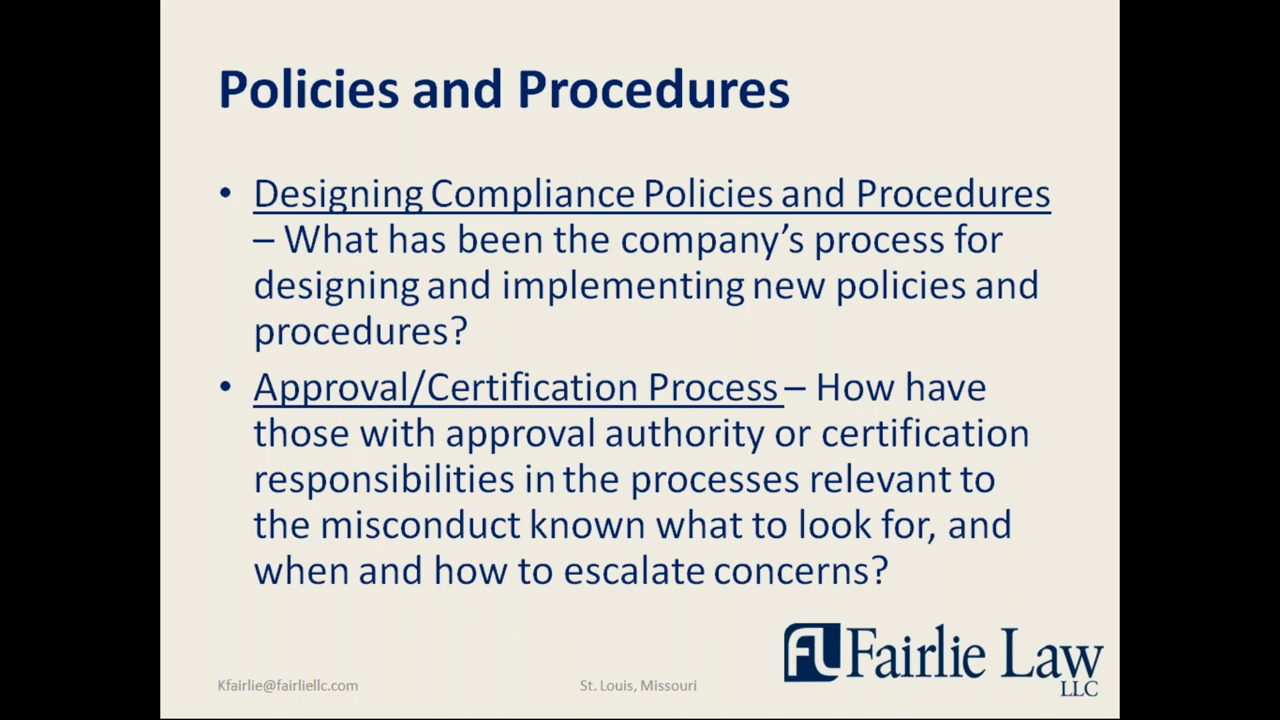 Policies and Procedures
• Designing Compliance Policies and Procedures
– What has been the company's process for
designing and implementing new policies and
procedures?
• Approval/Certification Process – How have
those with approval authority or certification
responsibilities in the processes relevant to
the misconduct known what to look for, and
when and how to escalate concerns?
FL Fairlie Law
LLC
Kfairlie@fairliellc.com
St. Louis, Missouri